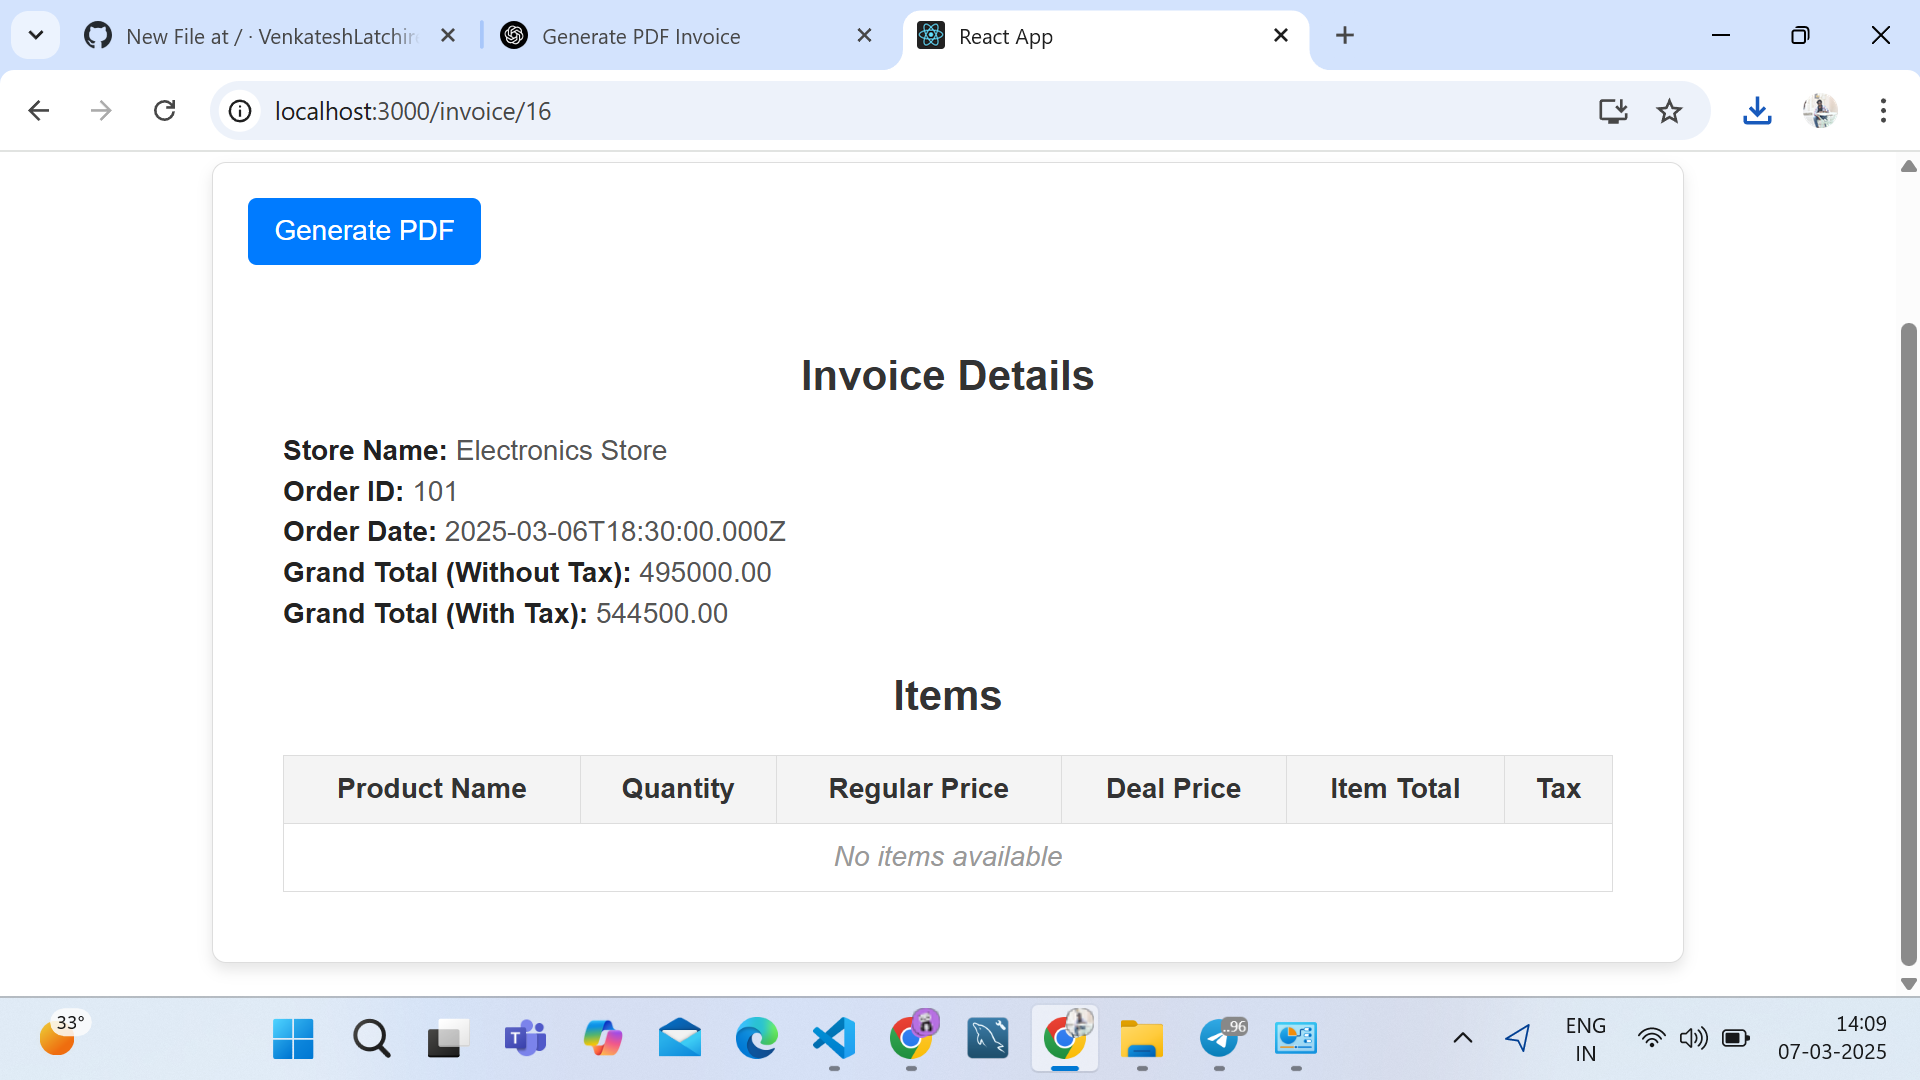 New File at / · VenkateshLatchire
Generate PDF Invoice
React App
localhost:3000/invoice/16
Generate PDF
Invoice Details
Store Name: Electronics Store
Order ID: 101
Order Date: 2025-03-06T18:30:00.000Z
Grand Total (Without Tax): 495000.00
Grand Total (With Tax): 544500.00
Items
Product Name Quantity Regular Price Deal Price Item Total Tax
No items available
33°
..96
ENG
IN
14:09
07-03-2025